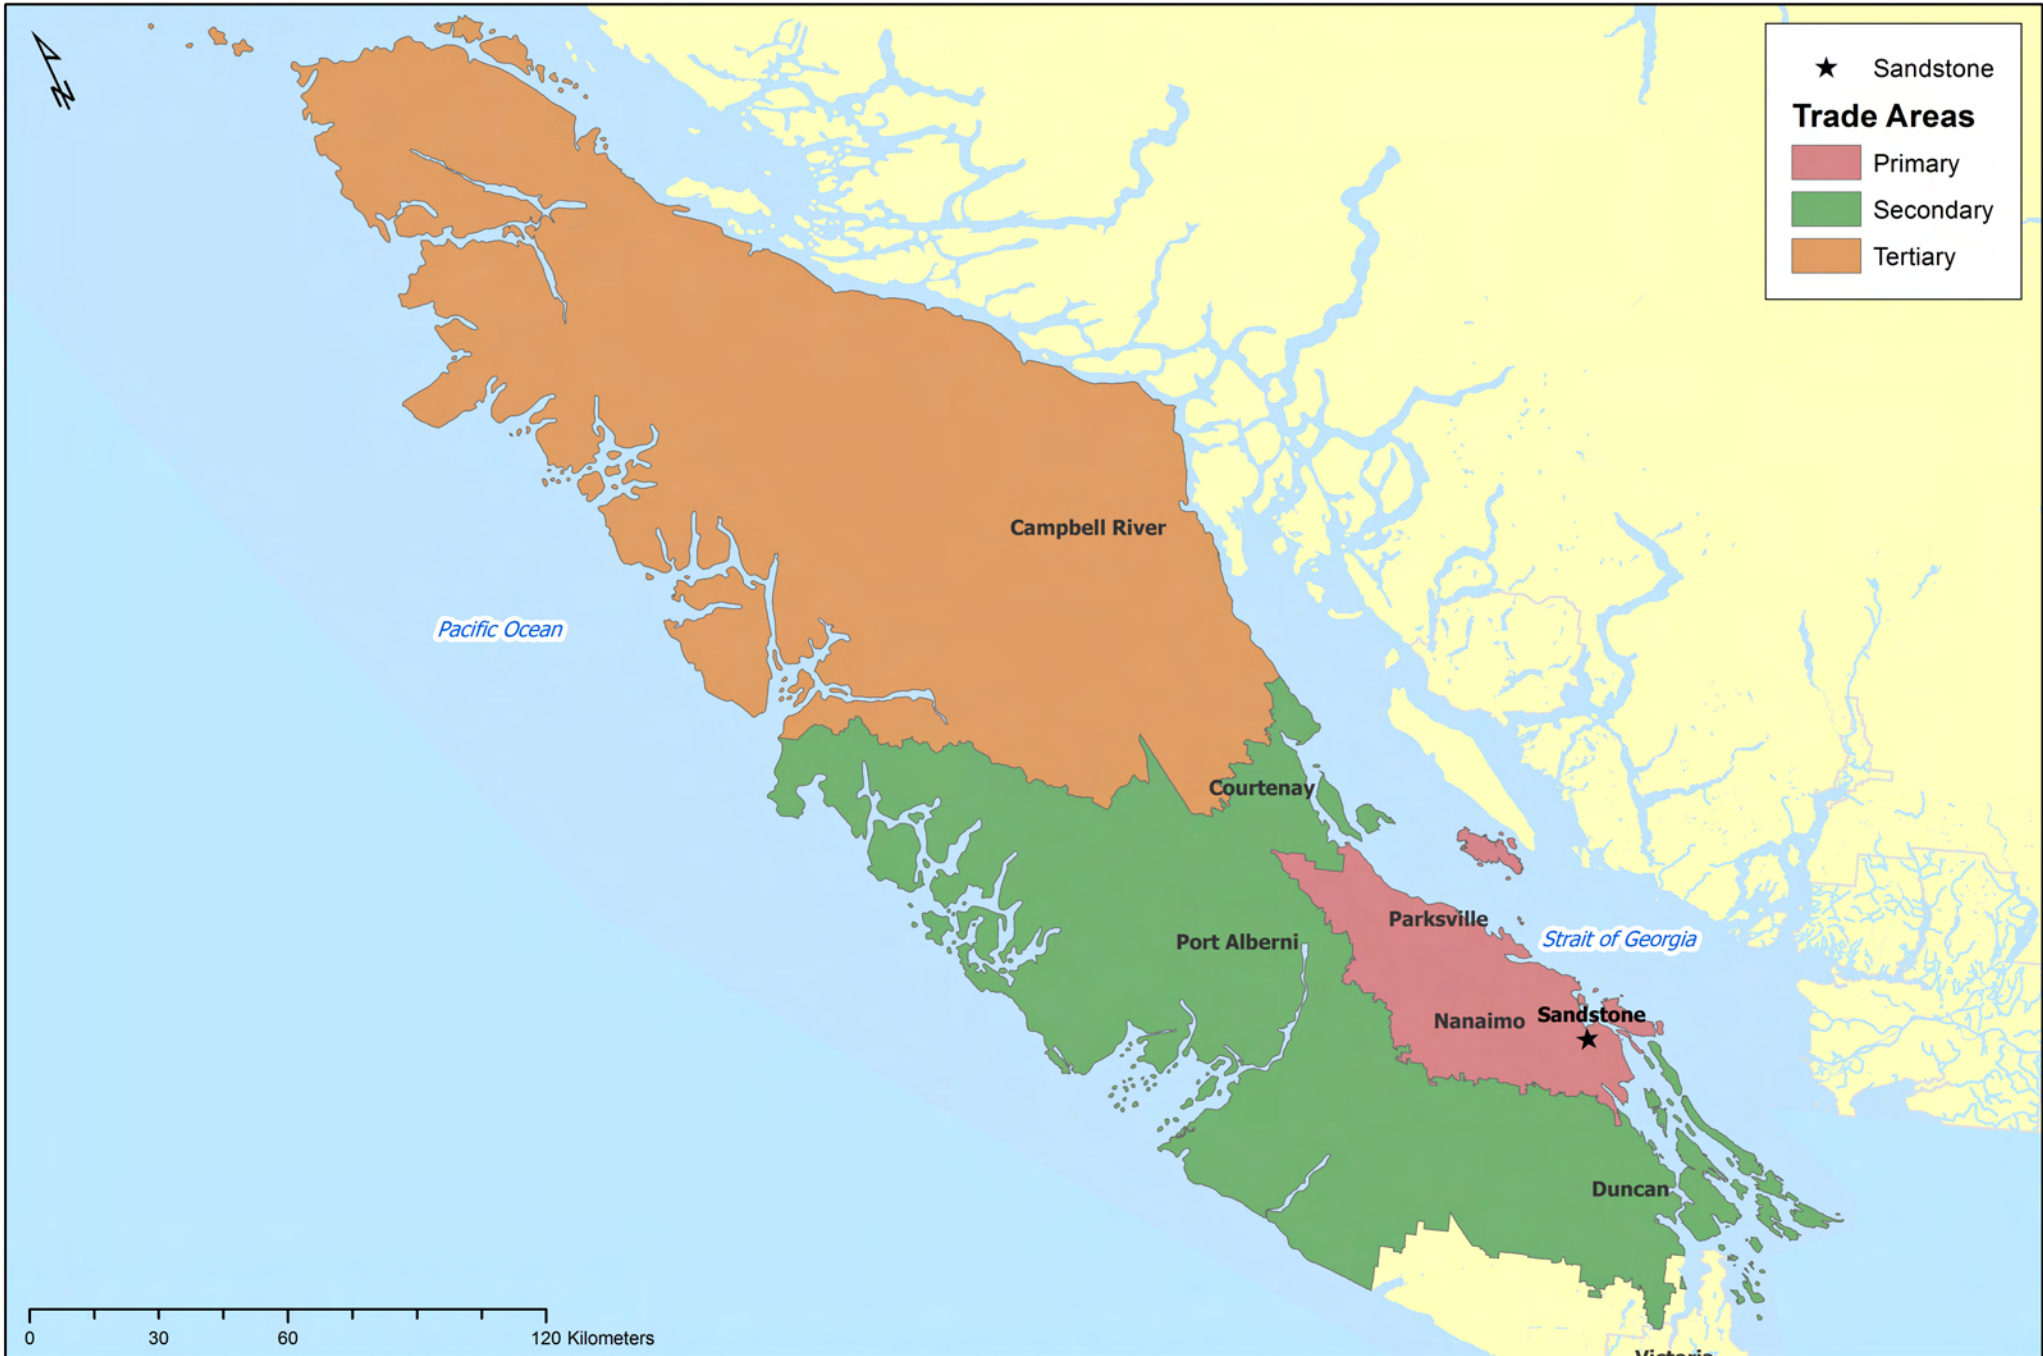 N
Sandstone
Trade Areas
Primary
Secondary
Tertiary
Campbell River
Pacific Ocean
Courtenay
Parksville
Strait of Georgia
Port Alberni
Sandstone
Nanaimo
Duncan
0 30 60 120 Kilometers
Victoria